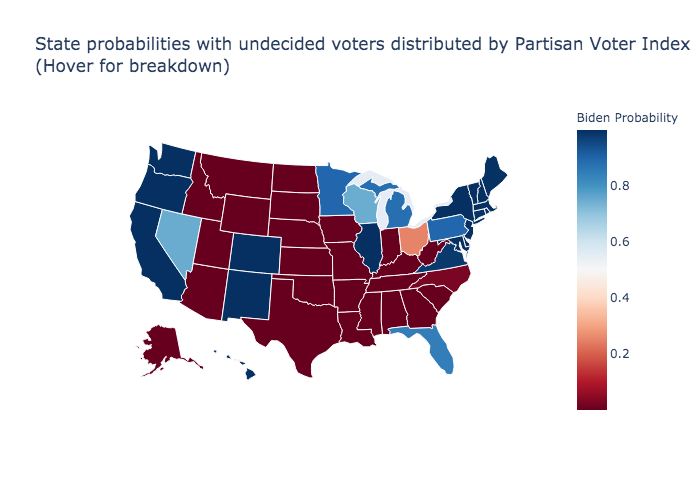 State probabilities with undecided voters distributed by Partisan Voter Index
(Hover for breakdown)
Biden Probability
0.8
0.6
0.4
0.2